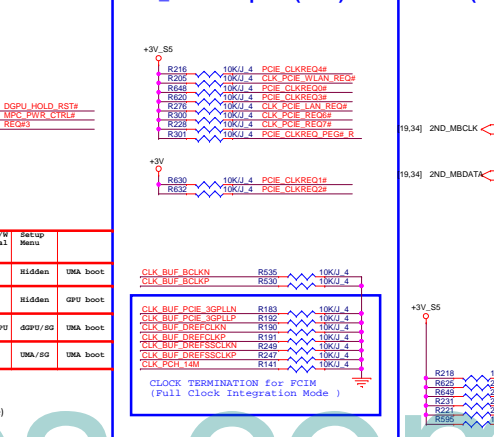 +3V_S5
R216 10K/J_4 PCIE_CLKREQ4#
R205 10K/J_4 CLK_PCIE_WLAN_REQ#
R648 10K/J_4 PCIE_CLKREQ0#
R620 10K/J_4 PCIE_CLKREQ3#
R276 10K/J_4 CLK_PCIE_LAN_REQ#
R300 10K/J_4 CLK_PCIE_REQ6#
R228 10K/J_4 CLK_PCIE_REQ7#
R301 10K/J_4 PCIE_CLKREQ_PEG#_R
DGPU_HOLD_RST#
MPC_PWR_CTRL#
REQ#3
+3V
R630 10K/J_4 PCIE_CLKREQ1#
R632 10K/J_4 PCIE_CLKREQ2#
19,34] 2ND_MBCLK
19,34] 2ND_MBDATA
Setup
Menu
Hidden UMA boot
Hidden GPU boot
dGPU/SG UMA boot
UMA/SG UMA boot
CLK_BUF_BCLKN R535 10K/J_4
CLK_BUF_BCLKP R530 10K/J_4
CLK_BUF_PCIE_3GPLLN R183 10K/J_4
CLK_BUF_PCIE_3GPLLP R192 10K/J_4
CLK_BUF_DREFCLKN R190 10K/J_4
CLK_BUF_DREFCLKP R191 10K/J_4
CLK_BUF_DREFSSCLKN R249 10K/J_4
CLK_BUF_DREFSSCLKP R247 10K/J_4
CLK_PCH_14M R141 10K/J_4
CLOCK TERMINATION for FCIM
(Full Clock Integration Mode )
+3V_S5
R218
R625
R649
R231
R221
R595